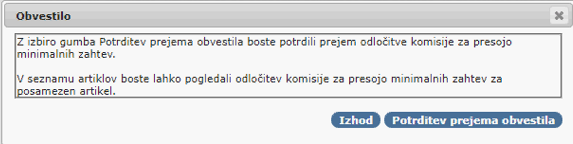 Obvestilo
Z izbiro gumba Potrditev prejema obvestila boste potrdili prejem odločitve komisije za presojo
minimalnih zahtev.
V seznamu artiklov boste lahko pogledali odločitev komisije za presojo minimalnih zahtev za
posamezen artikel.
Izhod Potrditev prejema obvestila